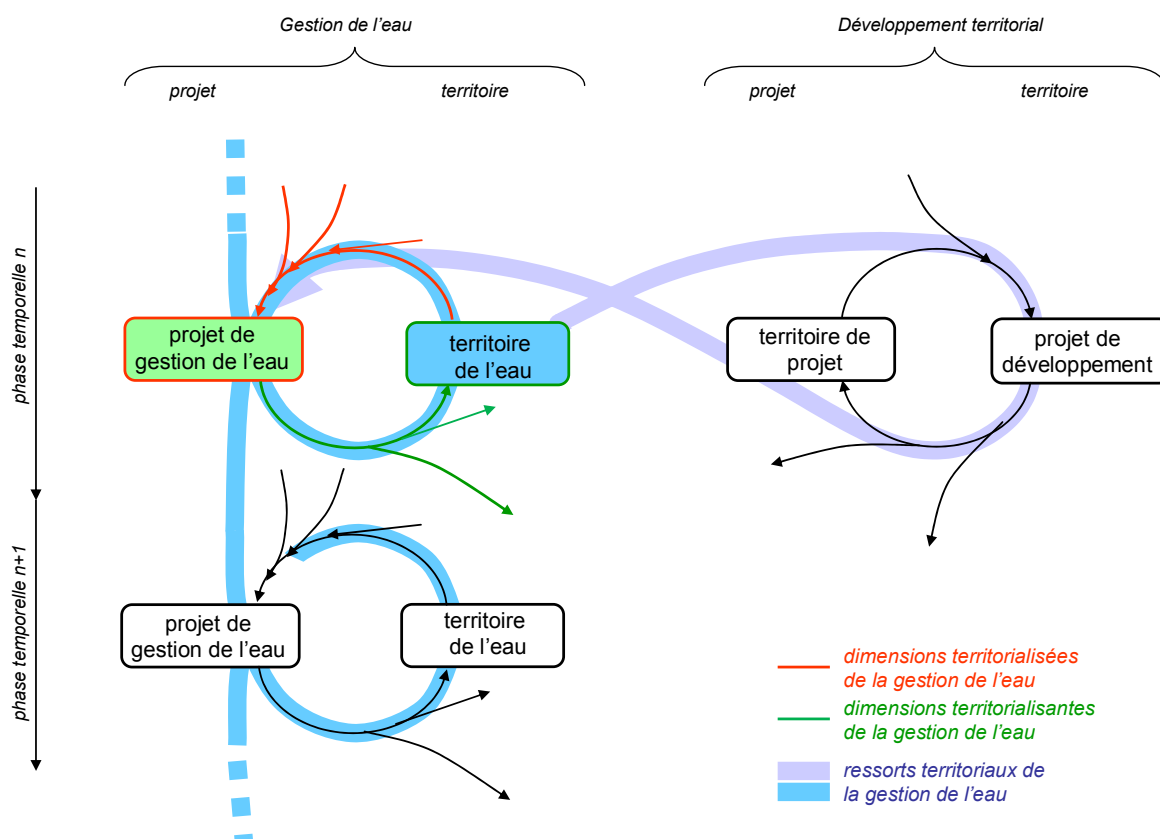 Gestion de l'eau
Développement territorial
projet
territoire
projet
territoire
phase temporelle n
projet de
gestion de l'eau
territoire
de l'eau
territoire de
projet
projet de
développement
phase temporelle n+1
projet de
gestion de l'eau
territoire
de l'eau
dimensions territorialisées
de la gestion de l'eau
dimensions territorialisantes
de la gestion de l'eau
ressorts territoriaux de
la gestion de l'eau